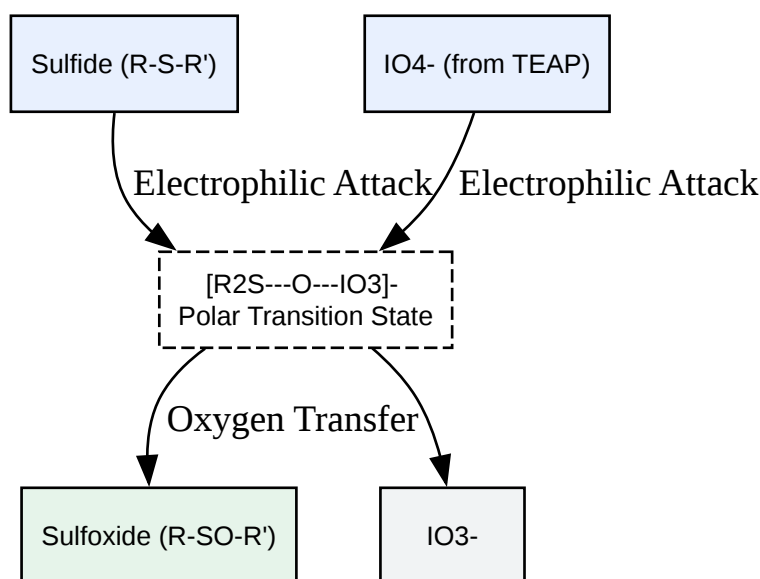 Sulfide (R-S-R')
IO4- (from TEAP)
Electrophilic Attack
Electrophilic Attack
[R2S---O---IO3]-
Polar Transition State
Oxygen Transfer
Sulfoxide (R-SO-R')
IO3-